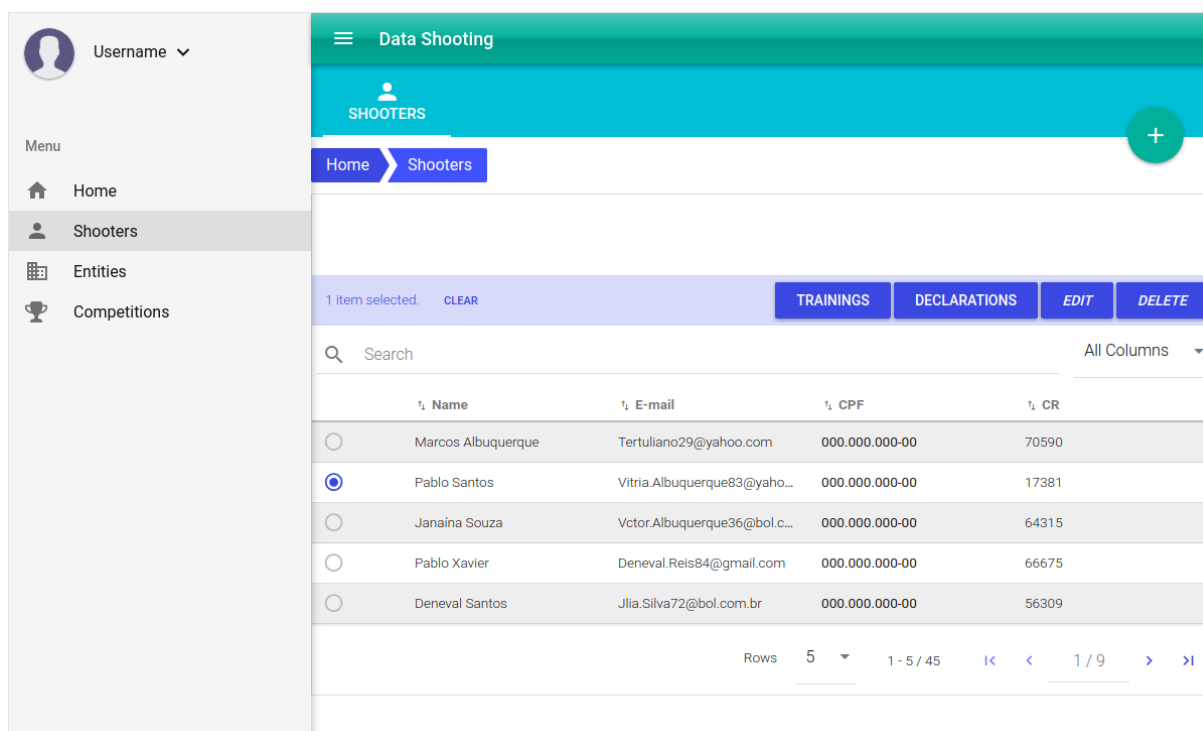 Username
Menu
Home
Shooters
Entities
Competitions
Data Shooting
SHOOTERS
+
Home Shooters
1 item selected. CLEAR TRAININGS DECLARATIONS EDIT DELETE
Search All Columns
Name E-mail CPF CR
Marcos Albuquerque Tertuliano29@yahoo.com 000.000.000-00 70590
Pablo Santos Vitria.Albuquerque83@yaho... 000.000.000-00 17381
Janaína Souza Vctor.Albuquerque36@bol.c... 000.000.000-00 64315
Pablo Xavier Deneval.Reis84@gmail.com 000.000.000-00 66675
Deneval Santos Jlia.Silva72@bol.com.br 000.000.000-00 56309
Rows 5 1 - 5 / 45 1 / 9